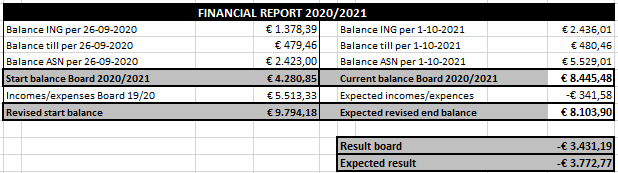 FINANCIAL REPORT 2020/2021
Balance ING per 26-09-2020 € 1.378,39 Balance ING per 1-10-2021 € 2.436,01
Balance till per 26-09-2020 € 479,46 Balance till per 1-10-2021 € 480,46
Balance ASN per 26-09-2020 € 2.423,00 Balance ASN per 1-10-2021 € 5.529,01
Start balance Board 2020/2021 € 4.280,85 Current balance Board 2020/2021 € 8.445,48
Incomes/expenses Board 19/20 € 5.513,33 Expected incomes/expences -€ 341,58
Revised start balance € 9.794,18 Expected revised end balance € 8.103,90
Result board -€ 3.431,19
Expected result -€ 3.772,77